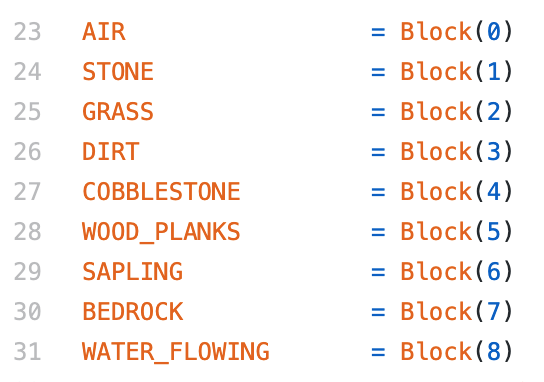 23 AIR = Block(0)
24 STONE = Block(1)
25 GRASS = Block(2)
26 DIRT = Block(3)
27 COBBLESTONE = Block(4)
28 WOOD_PLANKS = Block(5)
29 SAPLING = Block(6)
30 BEDROCK = Block(7)
31 WATER_FLOWING = Block(8)